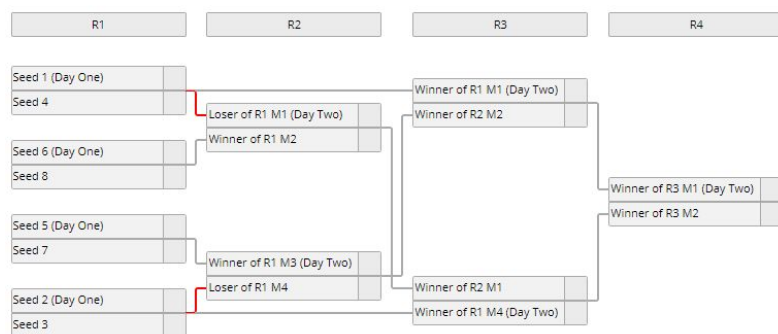 R1
R2
R3
R4
Seed 1 (Day One)
Seed 4
Seed 6 (Day One)
Seed 8
Seed 5 (Day One)
Seed 7
Seed 2 (Day One)
Seed 3
Loser of R1 M1 (Day Two)
Winner of R1 M2
Winner of R1 M3 (Day Two)
Loser of R1 M4
Winner of R1 M1 (Day Two)
Winner of R2 M2
Winner of R2 M1
Winner of R1 M4 (Day Two)
Winner of R3 M1 (Day Two)
Winner of R3 M2